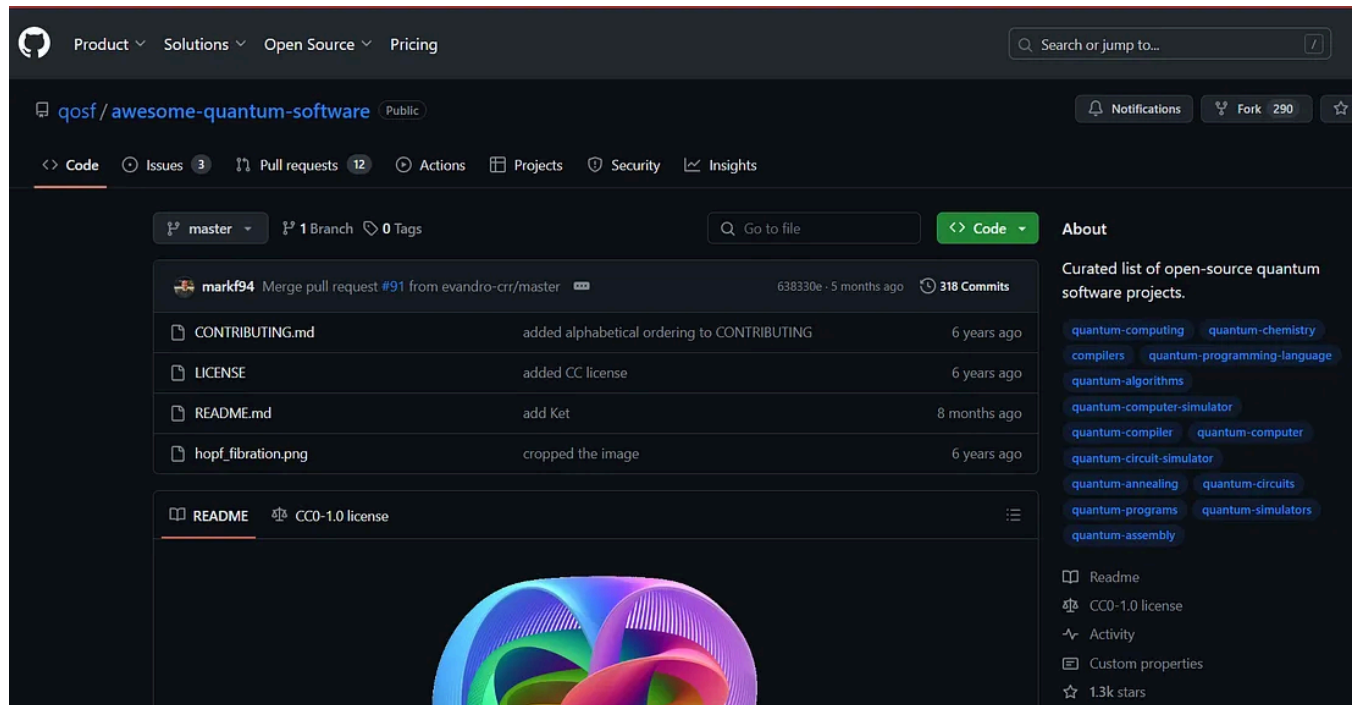 Product Solutions Open Source Pricing Search or jump to... /
qosf / awesome-quantum-software Public Notifications Fork 290
Code Issues 3 Pull requests 12 Actions Projects Security Insights
master 1 Branch 0 Tags Go to file Code
markf94 Merge pull request #91 from evandro-crr/master 638330e · 5 months ago 318 Commits
CONTRIBUTING.md added alphabetical ordering to CONTRIBUTING 6 years ago
LICENSE added CC license 6 years ago
README.md add Ket 8 months ago
hopf_fibration.png cropped the image 6 years ago
README CC0-1.0 license
About
Curated list of open-source quantum
software projects.
quantum-computing quantum-chemistry
compilers quantum-programming-language
quantum-algorithms
quantum-computer-simulator
quantum-compiler quantum-computer
quantum-circuit-simulator
quantum-annealing quantum-circuits
quantum-programs quantum-simulators
quantum-assembly
Readme
CC0-1.0 license
Activity
Custom properties
1.3k stars